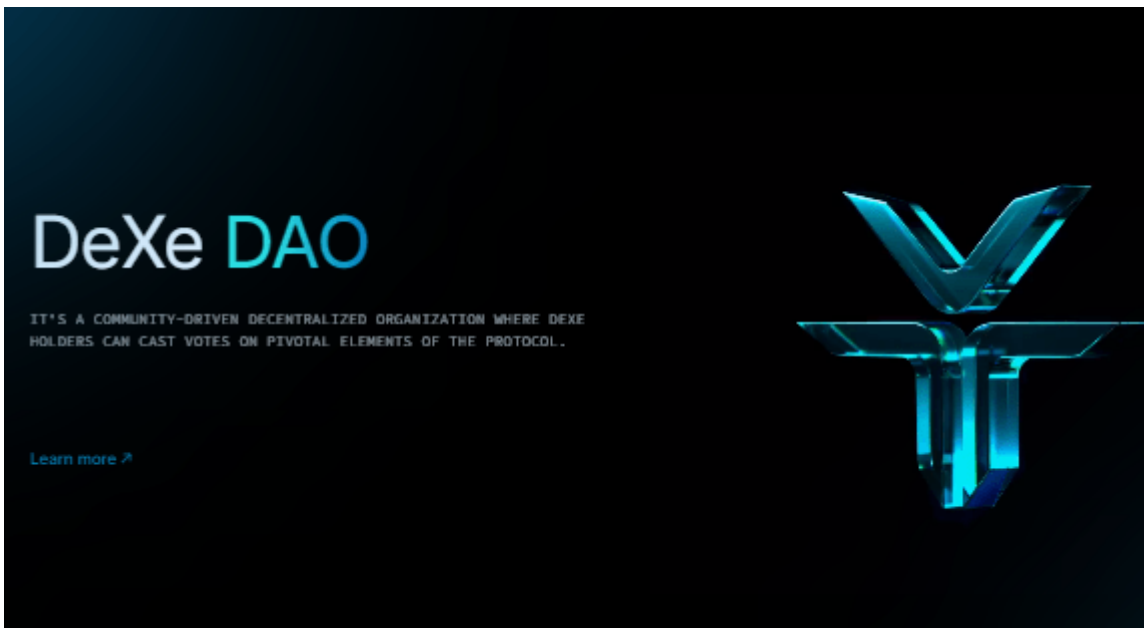 DeXe DAO
IT'S A COMMUNITY-DRIVEN DECENTRALIZED ORGANIZATION WHERE DEXE
HOLDERS CAN CAST VOTES ON PIVOTAL ELEMENTS OF THE PROTOCOL.
Learn more ↗